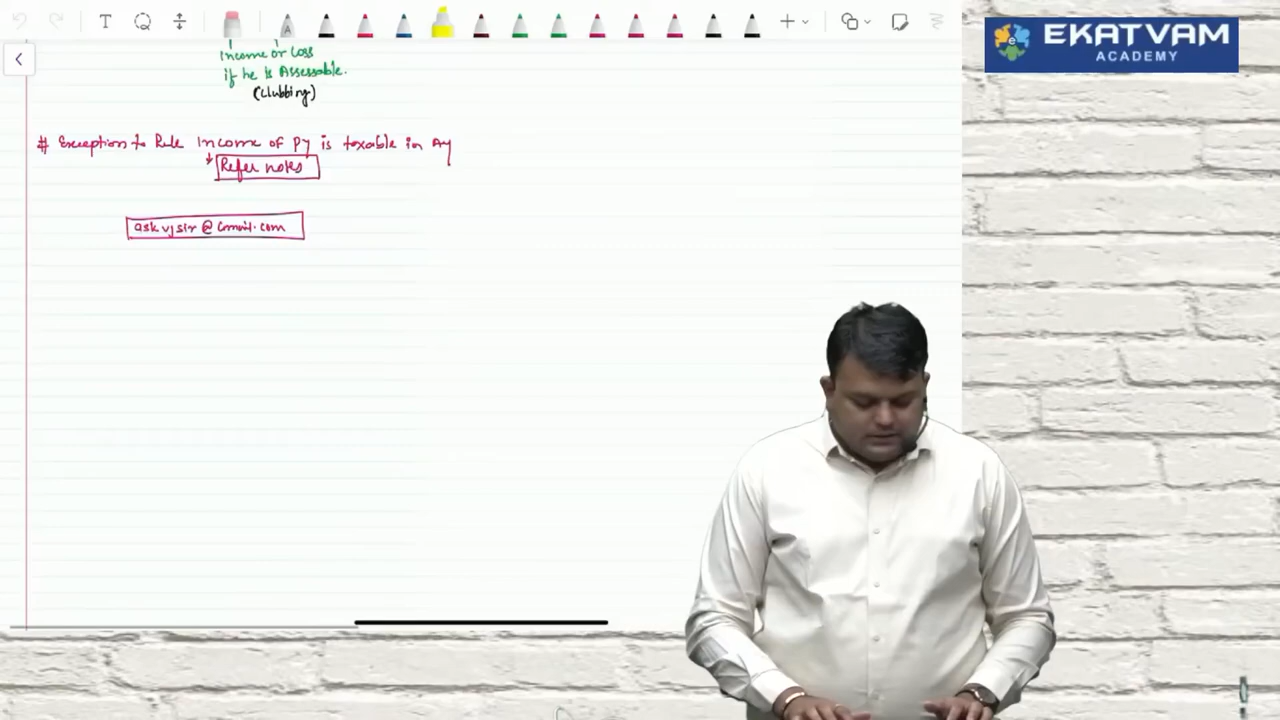 T
A
EKATVAM
ACADEMY
Income or Loss
if he is Assessable.
(Clubbing)
# Exception to Rule Income of Py is taxable in Ay
Refer notes
askvjsir@Gmail.com